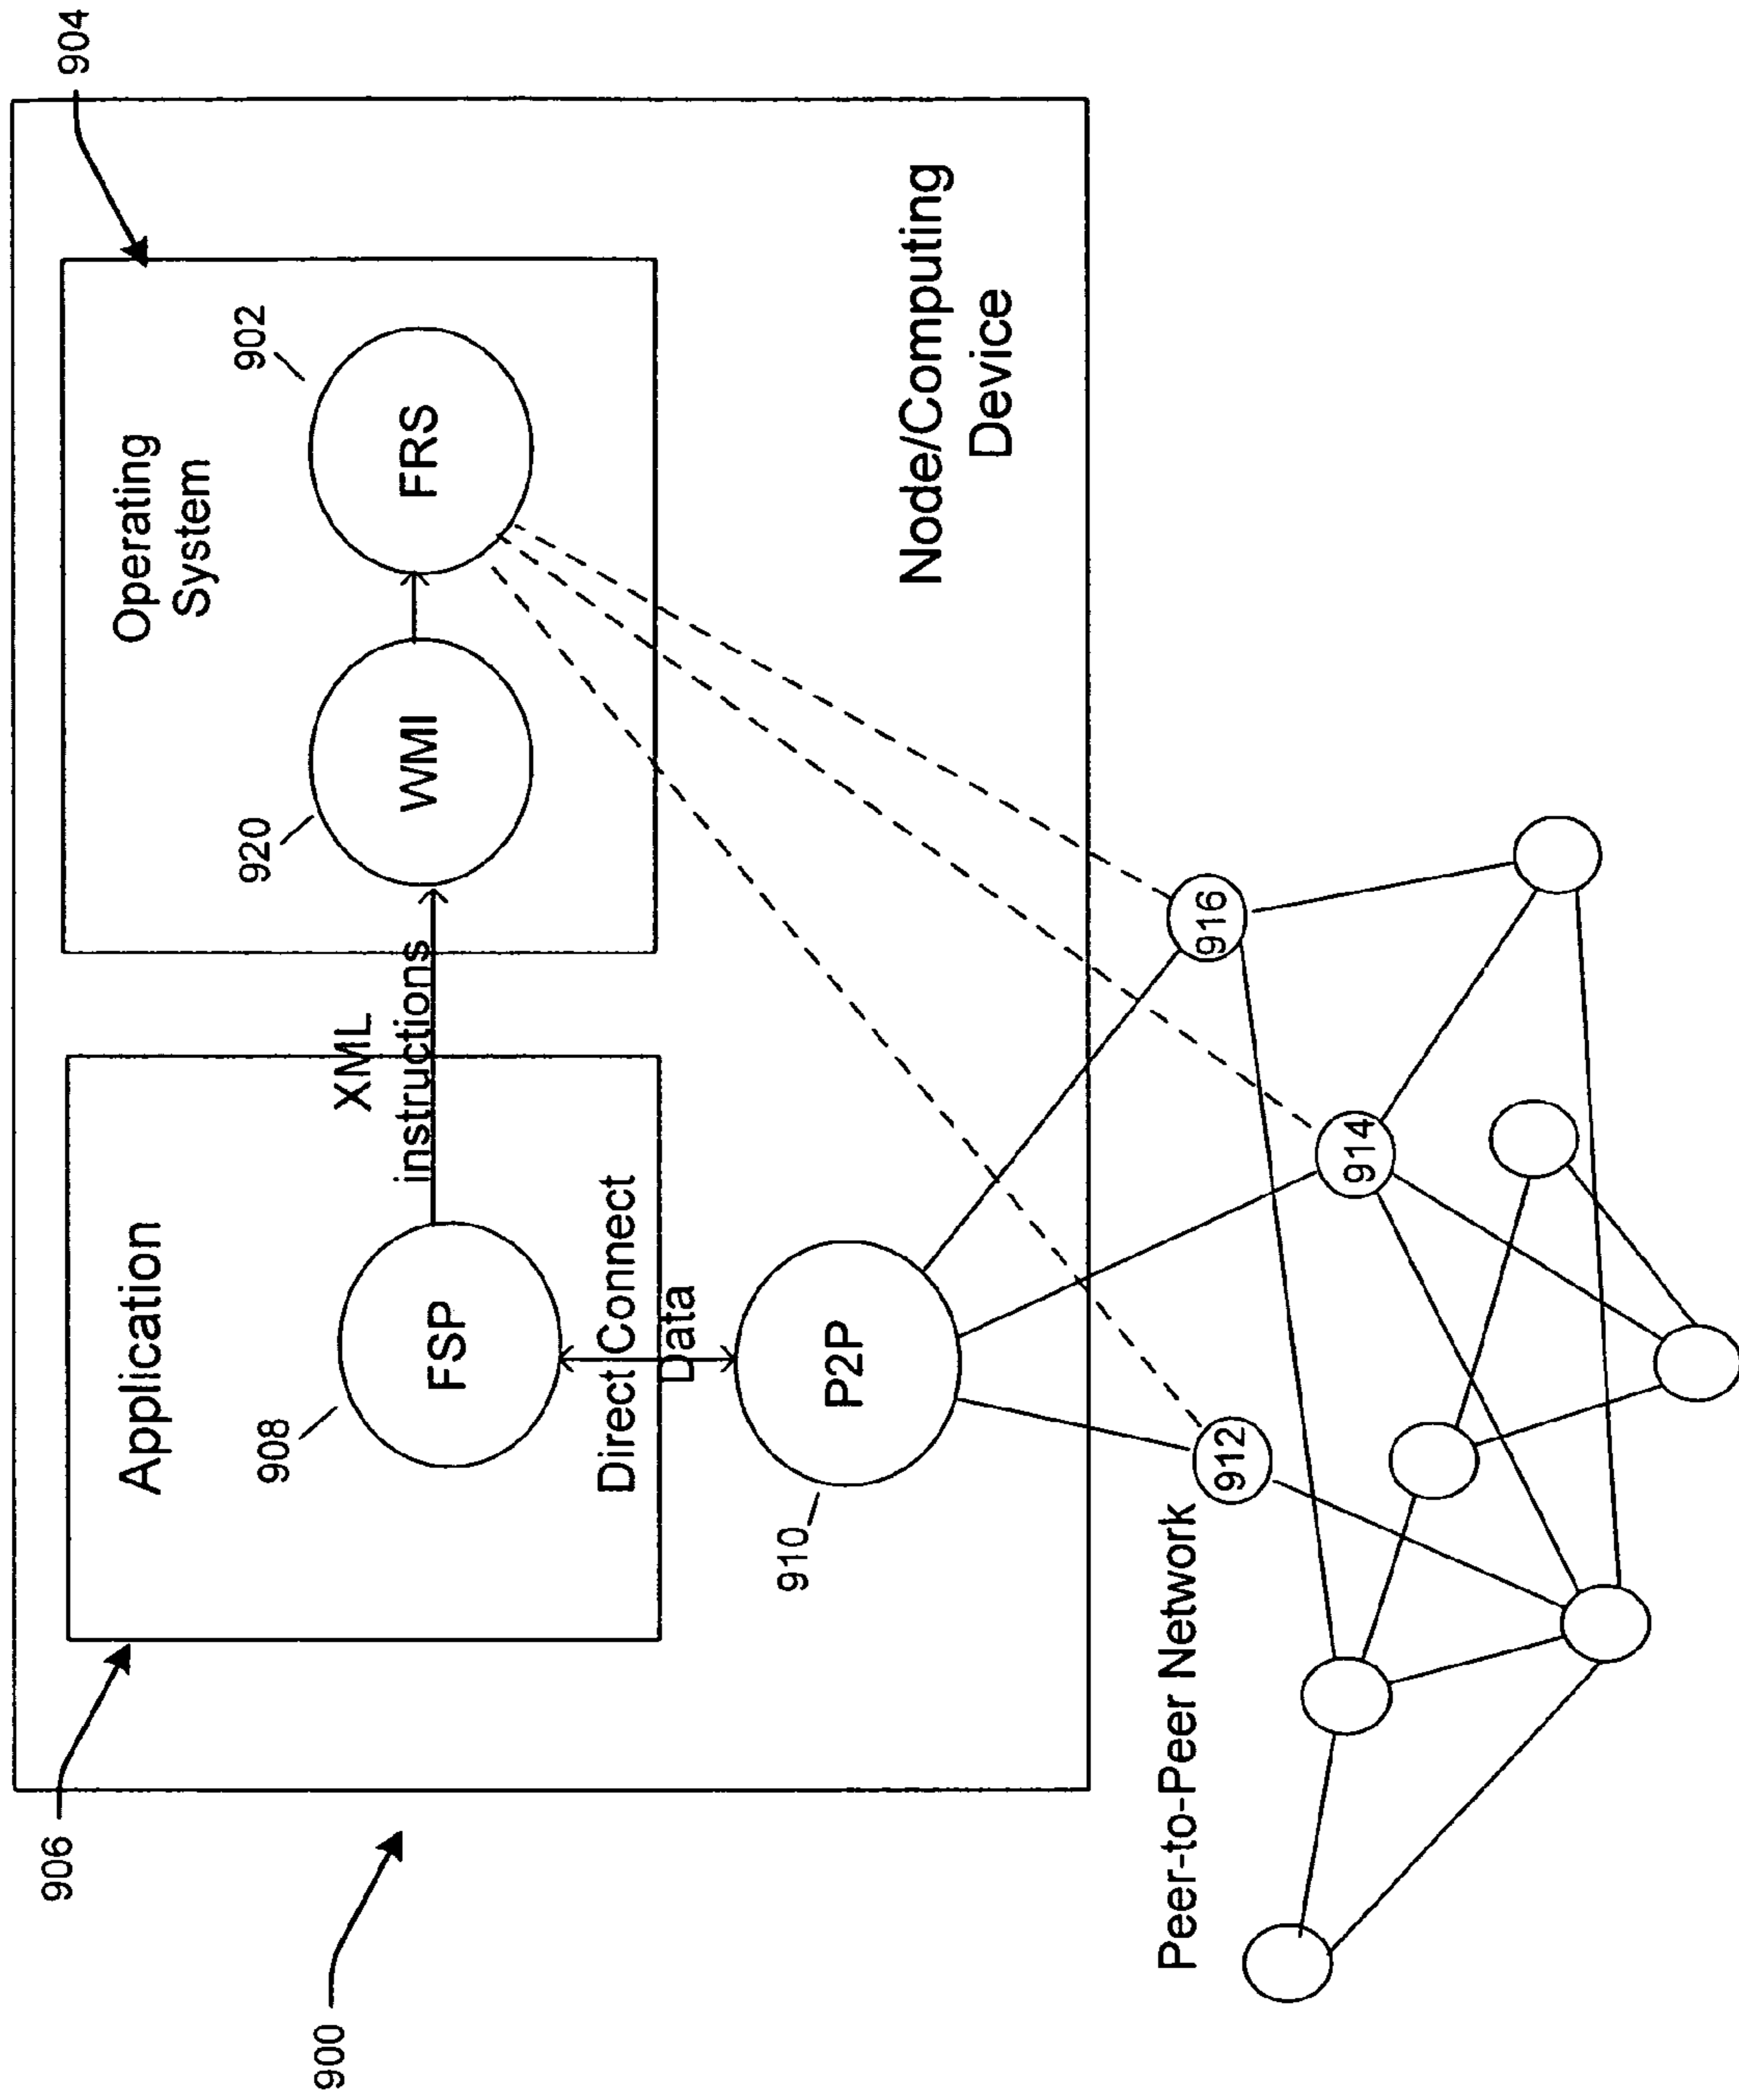 904
906
900
Application
Operating
System
908
FSP
XML
instructions
920
WMI
902
FRS
Direct Connect
Data
910
P2P
Node/Computing
Device
Peer-to-Peer Network
912
914
916